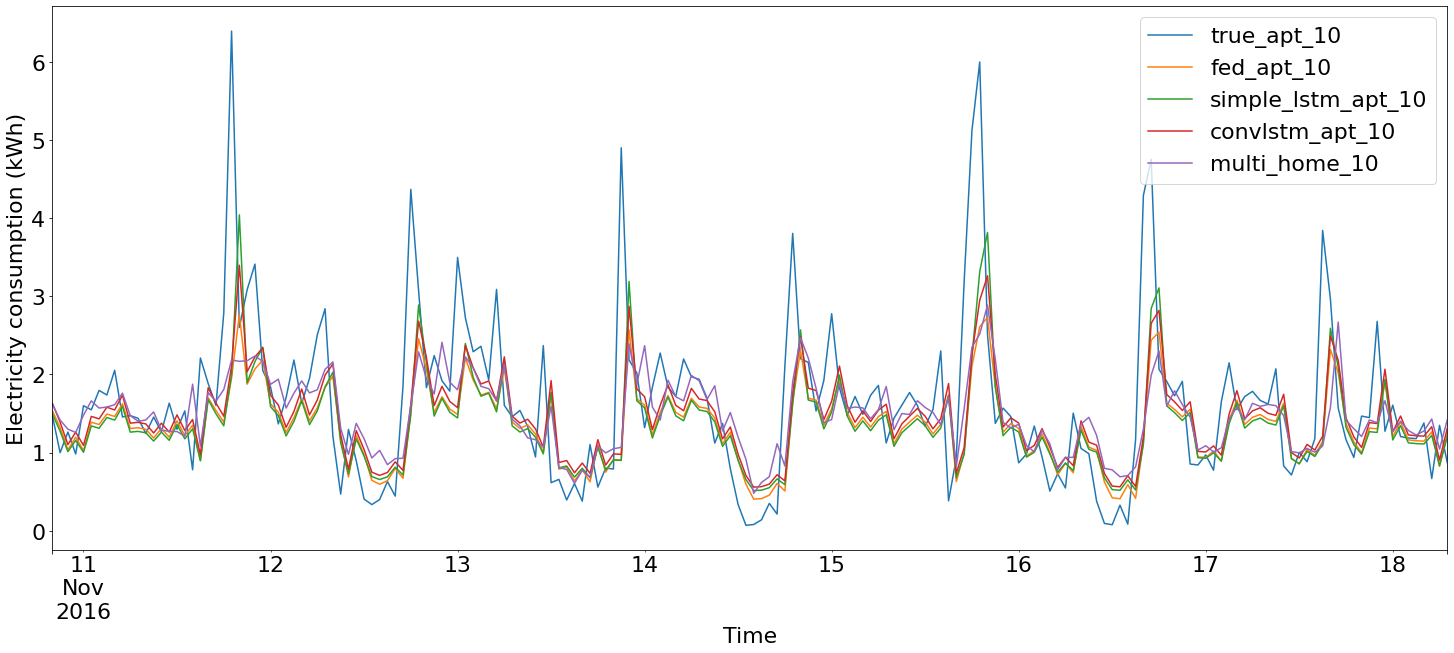 true_apt_10
fed_apt_10
simple_lstm_apt_10
convlstm_apt_10
multi_home_10
Electricity consumption (kWh)
6
5
4
3
2
1
0
11 12 13 14 15 16 17 18
Nov
2016
Time